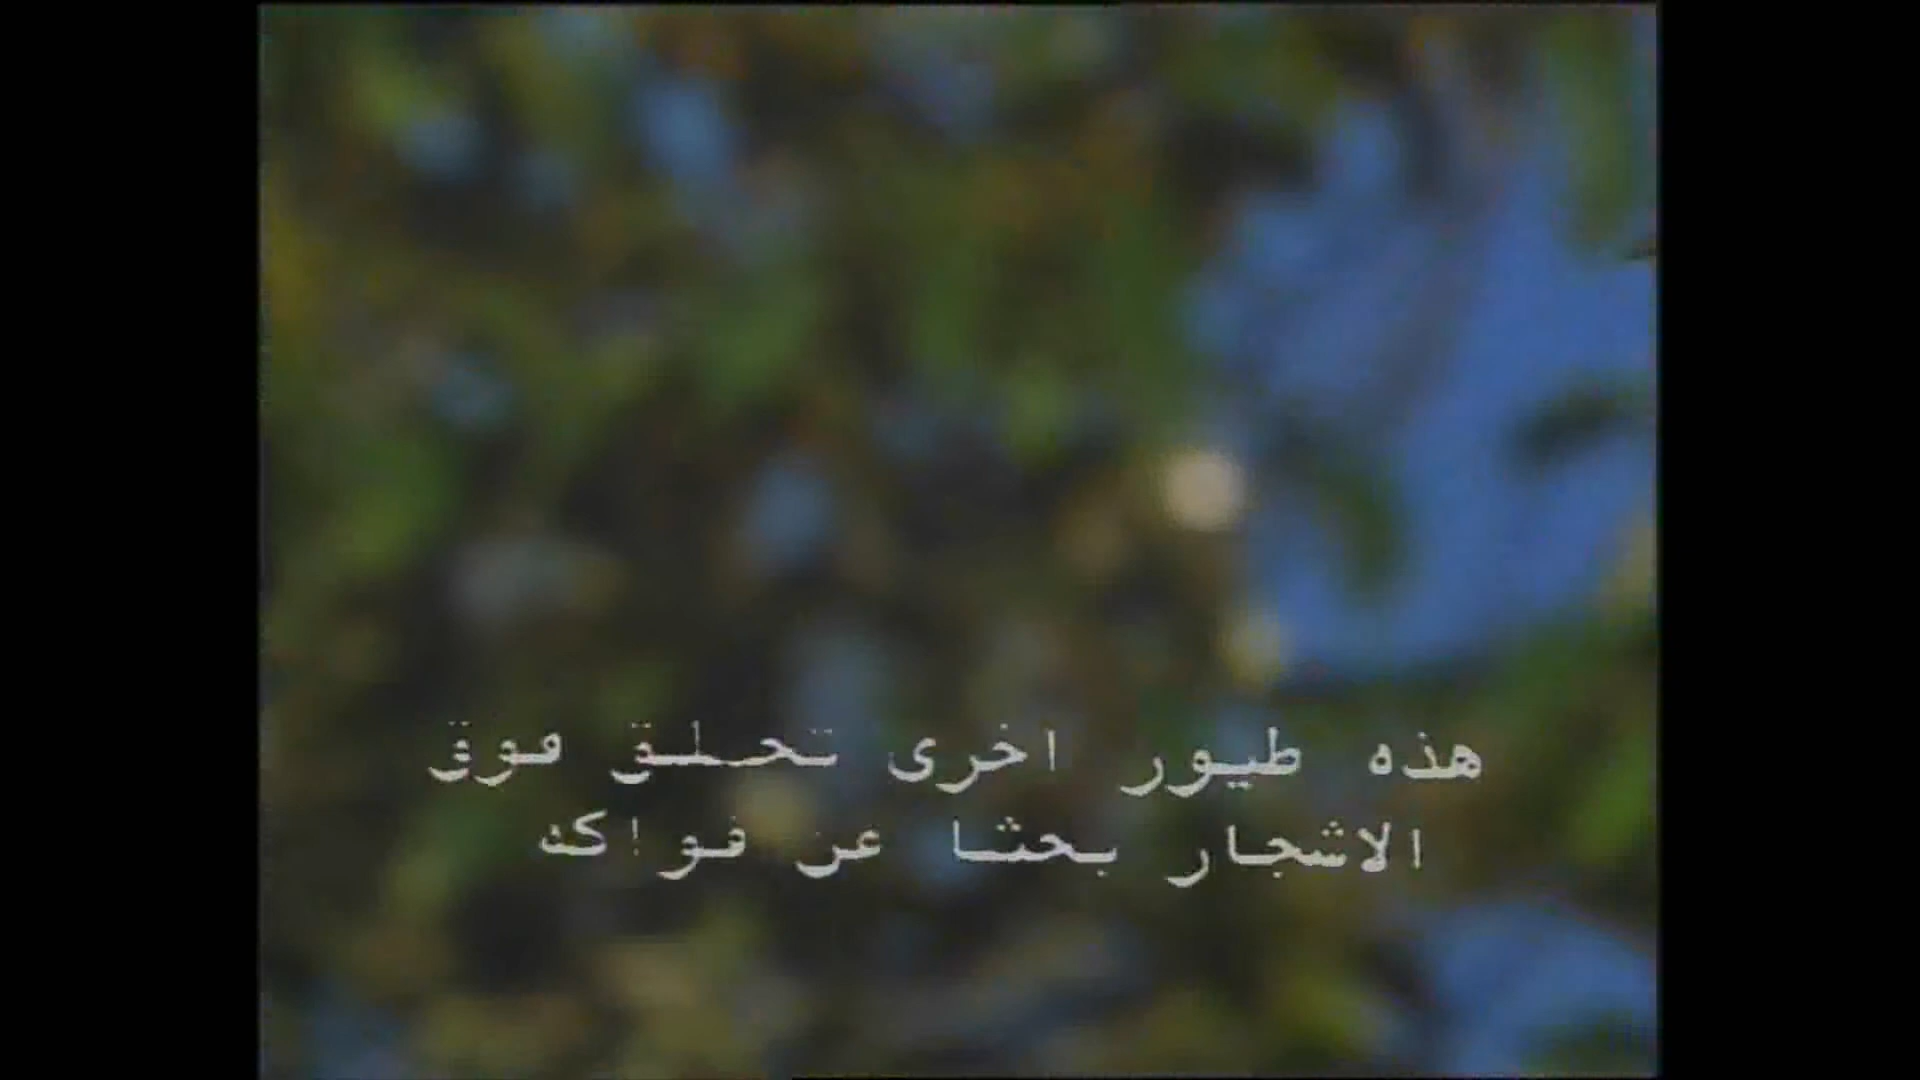 هذه طيور اخرى تحلق فوق
الاشجار بحثا عن فواكه